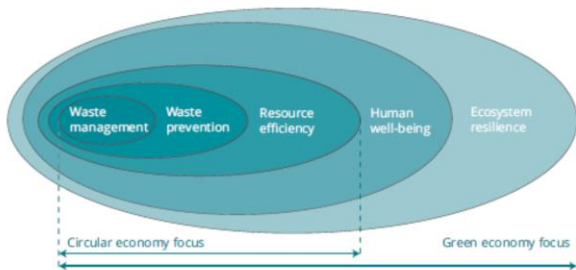 Waste management
Waste prevention
Resource efficiency
Human well-being
Ecosystem resilience
Circular economy focus
Green economy focus